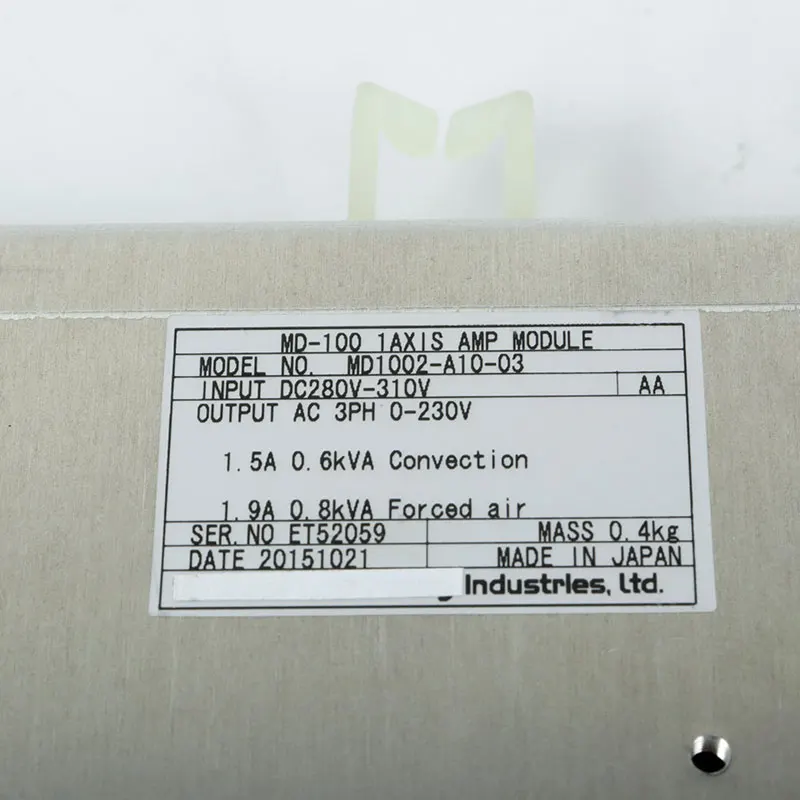 MD-100 1AXIS AMP MODULE
MODEL NO. MD1002-A10-03
INPUT DC280V-310V AA
OUTPUT AC 3PH 0-230V
1.5A 0.6kVA Convection
1.9A 0.8kVA Forced air
SER.NO ET52059 MASS 0.4kg
DATE 20151021 MADE IN JAPAN
Industries, Ltd.